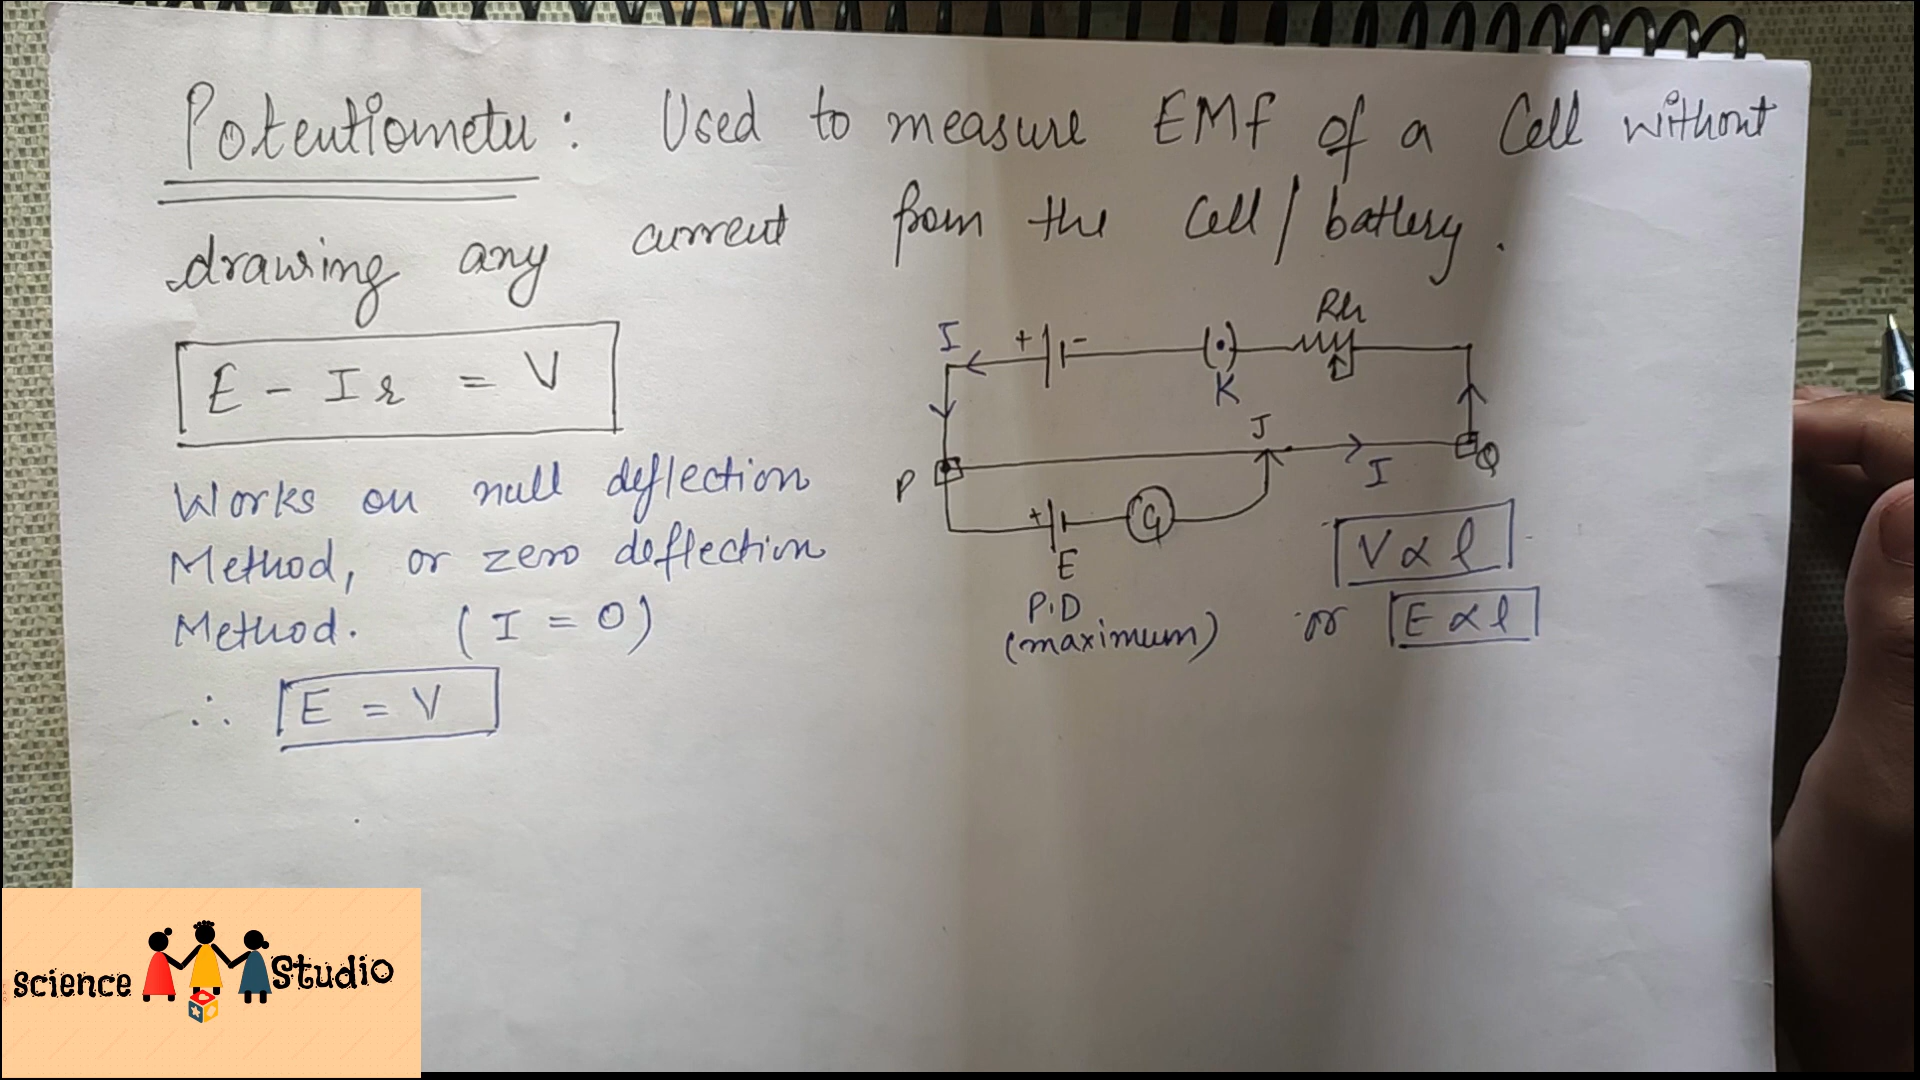 Potentiometer : Used to measure EMF of a Cell without
drawing any current from the Cell / battery.
E - Ir = V
Works on null deflection
Method, or zero deflection
Method. ( I = 0 )
∴ E = V
I
+ -
K
Rh
P
J
I
Q
+
G
E
P.D
(maximum)
V ∝ l
or E ∝ l
science Studio